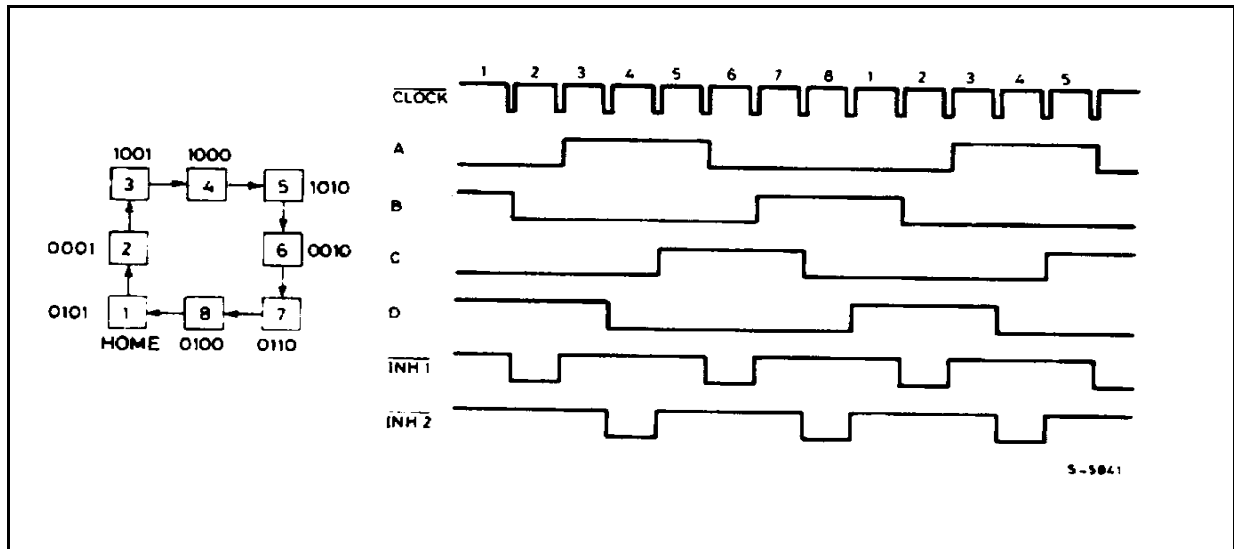 1 2 3 4 5 6 7 8 1 2 3 4 5
CLOCK
A
B
C
D
INH 1
INH 2
1001 1000
3 4 5 1010
0001 2 6 0010
0101 1 8 7
HOME 0100 0110
S-5841